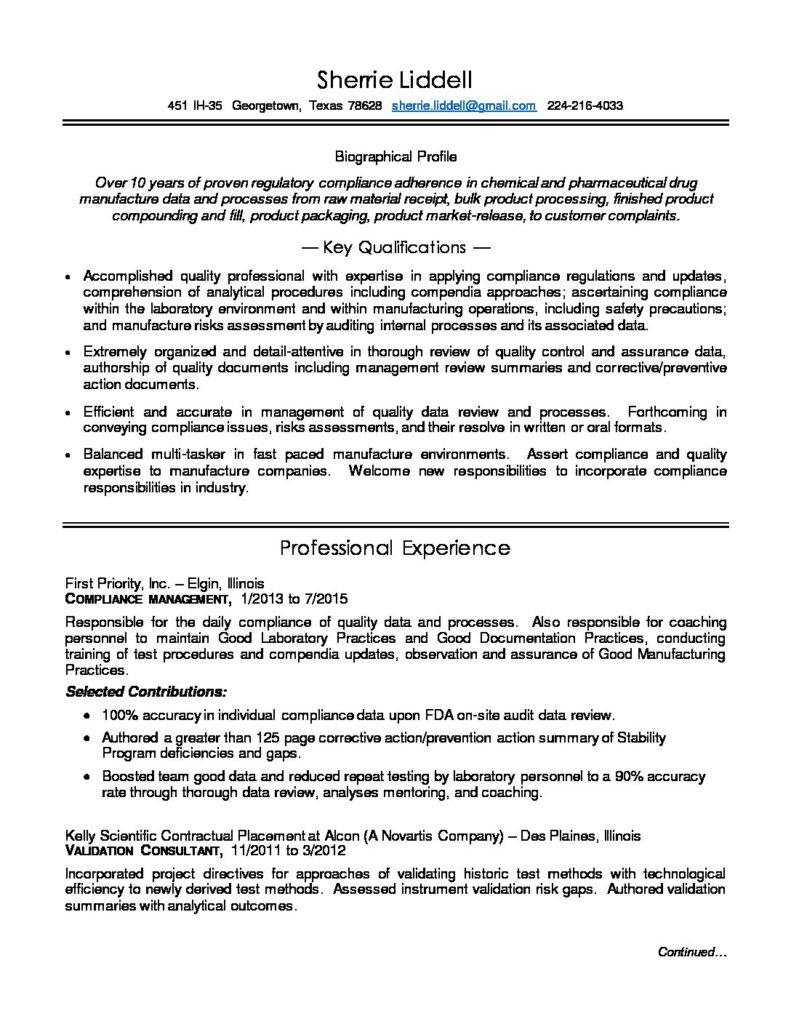 Sherrie Liddell
451 IH-35 Georgetown, Texas 78628 sherrie.liddell@gmail.com 224-216-4033
Biographical Profile
Over 10 years of proven regulatory compliance adherence in chemical and pharmaceutical drug
manufacture data and processes from raw material receipt, bulk product processing, finished product
compounding and fill, product packaging, product market-release, to customer complaints.
— Key Qualifications —
• Accomplished quality professional with expertise in applying compliance regulations and updates,
comprehension of analytical procedures including compendia approaches; ascertaining compliance
within the laboratory environment and within manufacturing operations, including safety precautions;
and manufacture risks assessment by auditing internal processes and its associated data.
• Extremely organized and detail-attentive in thorough review of quality control and assurance data,
authorship of quality documents including management review summaries and corrective/preventive
action documents.
• Efficient and accurate in management of quality data review and processes. Forthcoming in
conveying compliance issues, risks assessments, and their resolve in written or oral formats.
• Balanced multi-tasker in fast paced manufacture environments. Assert compliance and quality
expertise to manufacture companies. Welcome new responsibilities to incorporate compliance
responsibilities in industry.
Professional Experience
First Priority, Inc. – Elgin, Illinois
COMPLIANCE MANAGEMENT, 1/2013 to 7/2015
Responsible for the daily compliance of quality data and processes. Also responsible for coaching
personnel to maintain Good Laboratory Practices and Good Documentation Practices, conducting
training of test procedures and compendia updates, observation and assurance of Good Manufacturing
Practices.
Selected Contributions:
• 100% accuracy in individual compliance data upon FDA on-site audit data review.
• Authored a greater than 125 page corrective action/prevention action summary of Stability
Program deficiencies and gaps.
• Boosted team good data and reduced repeat testing by laboratory personnel to a 90% accuracy
rate through thorough data review, analyses mentoring, and coaching.
Kelly Scientific Contractual Placement at Alcon (A Novartis Company) – Des Plaines, Illinois
VALIDATION CONSULTANT, 11/2011 to 3/2012
Incorporated project directives for approaches of validating historic test methods with technological
efficiency to newly derived test methods. Assessed instrument validation risk gaps. Authored validation
summaries with analytical outcomes.
Continued…